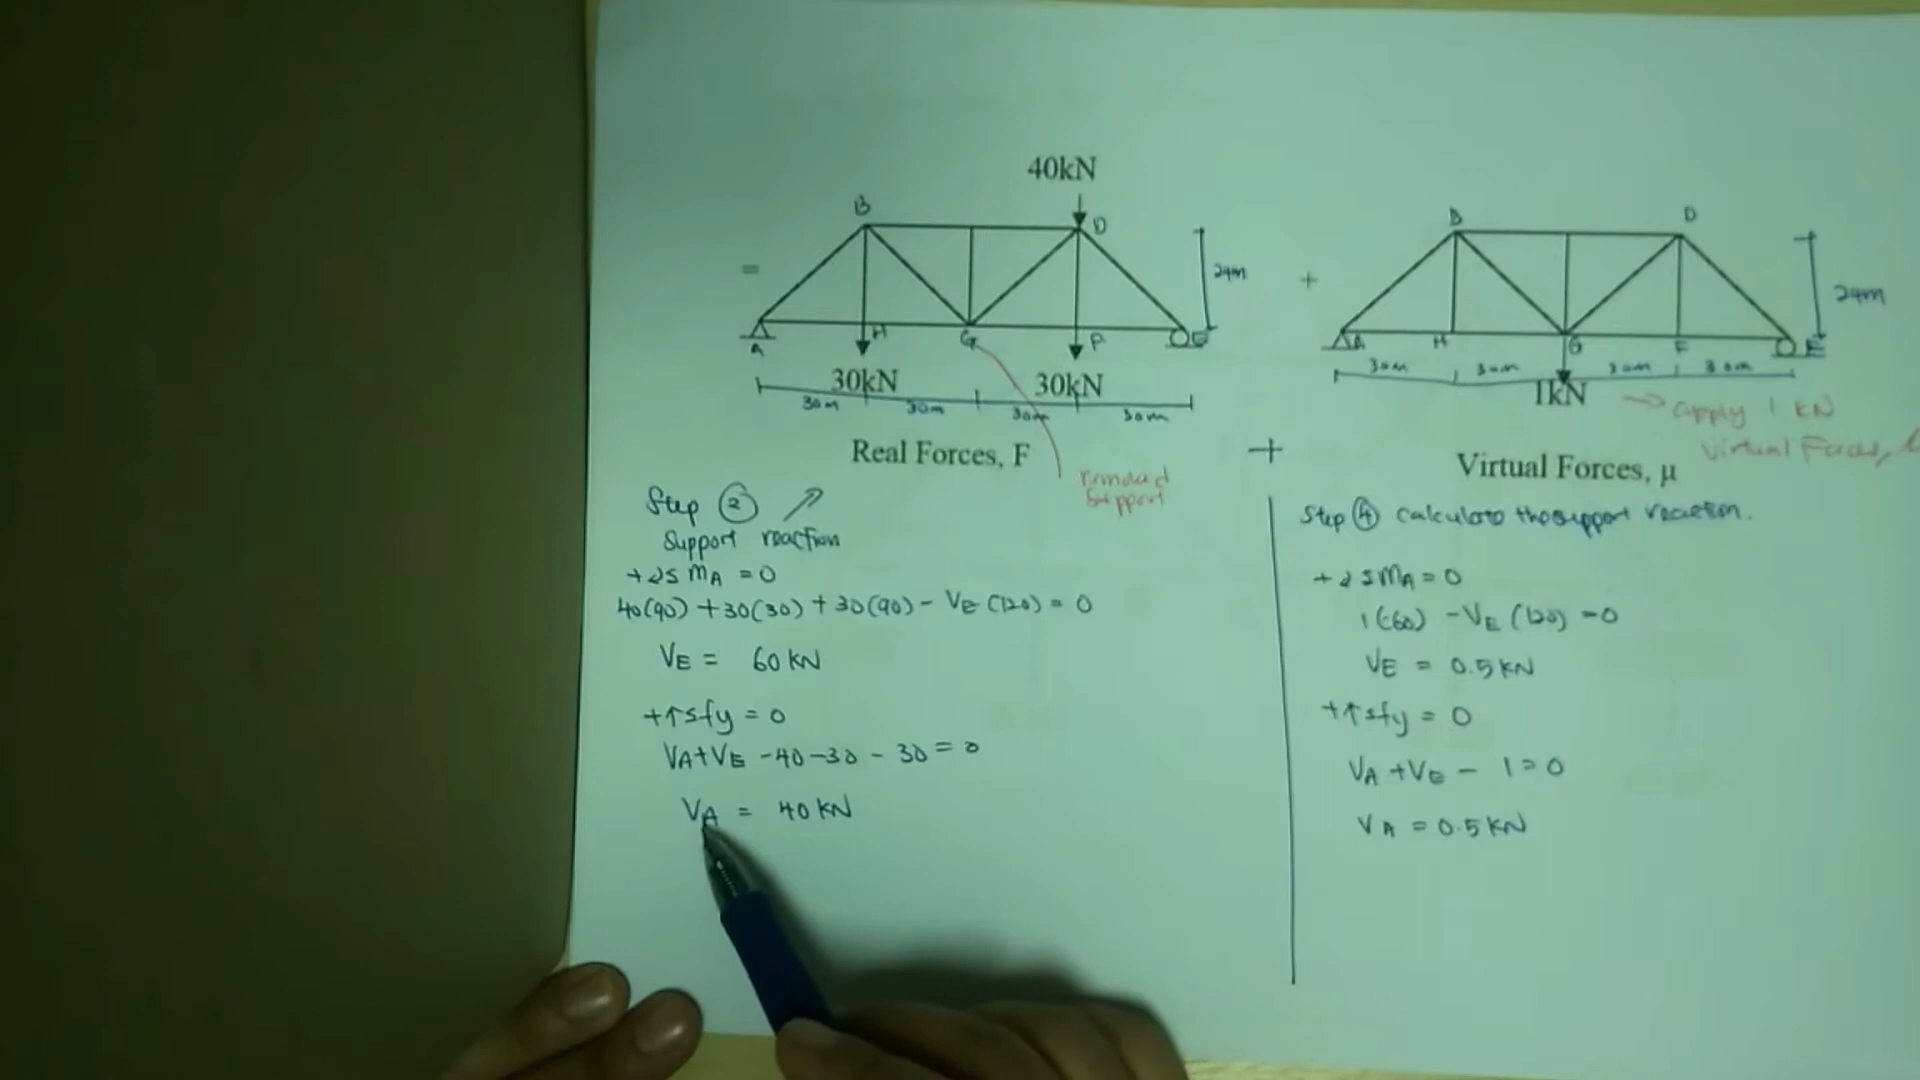 40kN
B
D
=
24m
A
H
G
F
E
30kN
30kN
30m
30m
30m
30m
Real Forces, F
removed
support
+
B
D
24m
A
H
G
F
E
30m
30m
30m
30m
1kN
apply 1 kN
Virtual Forces,
+
Virtual Forces, μ
Step ②
Support reaction
MA = 0
40(90) + 30(30) + 30(90) - VE (120) = 0
VE = 60 kN
+↑Σfy = 0
VA+VE -40-30 - 30 = 0
VA = 40 kN
Step ④ calculate the support reaction.
MA = 0
1(60) - VE (120) = 0
VE = 0.5 kN
+↑Σfy = 0
VA + VE - 1 = 0
VA = 0.5 kN